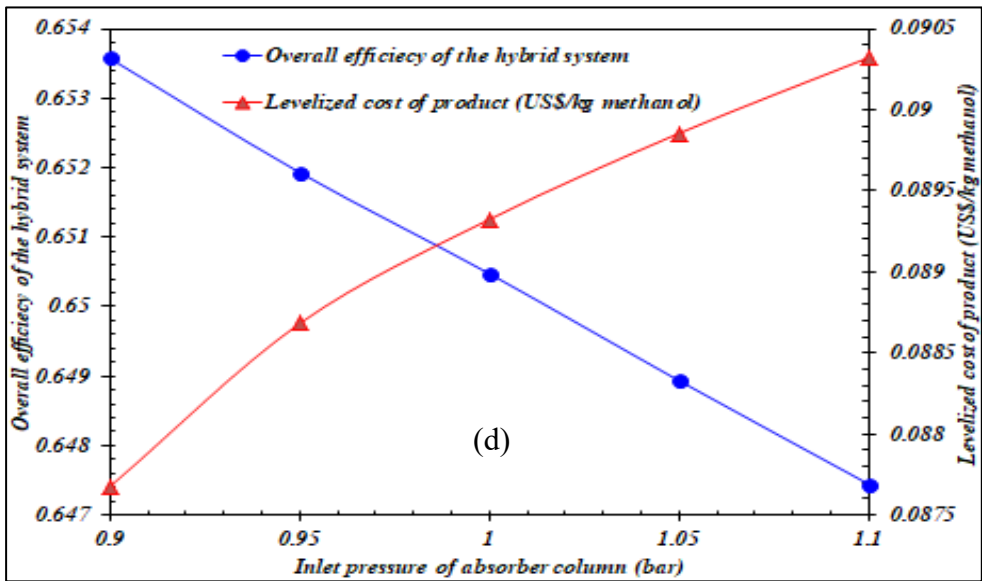 Overall efficiecy of the hybrid system
Levelized cost of product (US$/kg methanol)
Overall efficiecy of the hybrid system
0.654
0.653
0.652
0.651
0.65
0.649
0.648
0.647
0.0905
0.09
0.0895
0.089
0.0885
0.088
0.0875
Levelized cost of product (US$/kg methanol)
(d)
0.9 0.95 1 1.05 1.1
Inlet pressure of absorber column (bar)